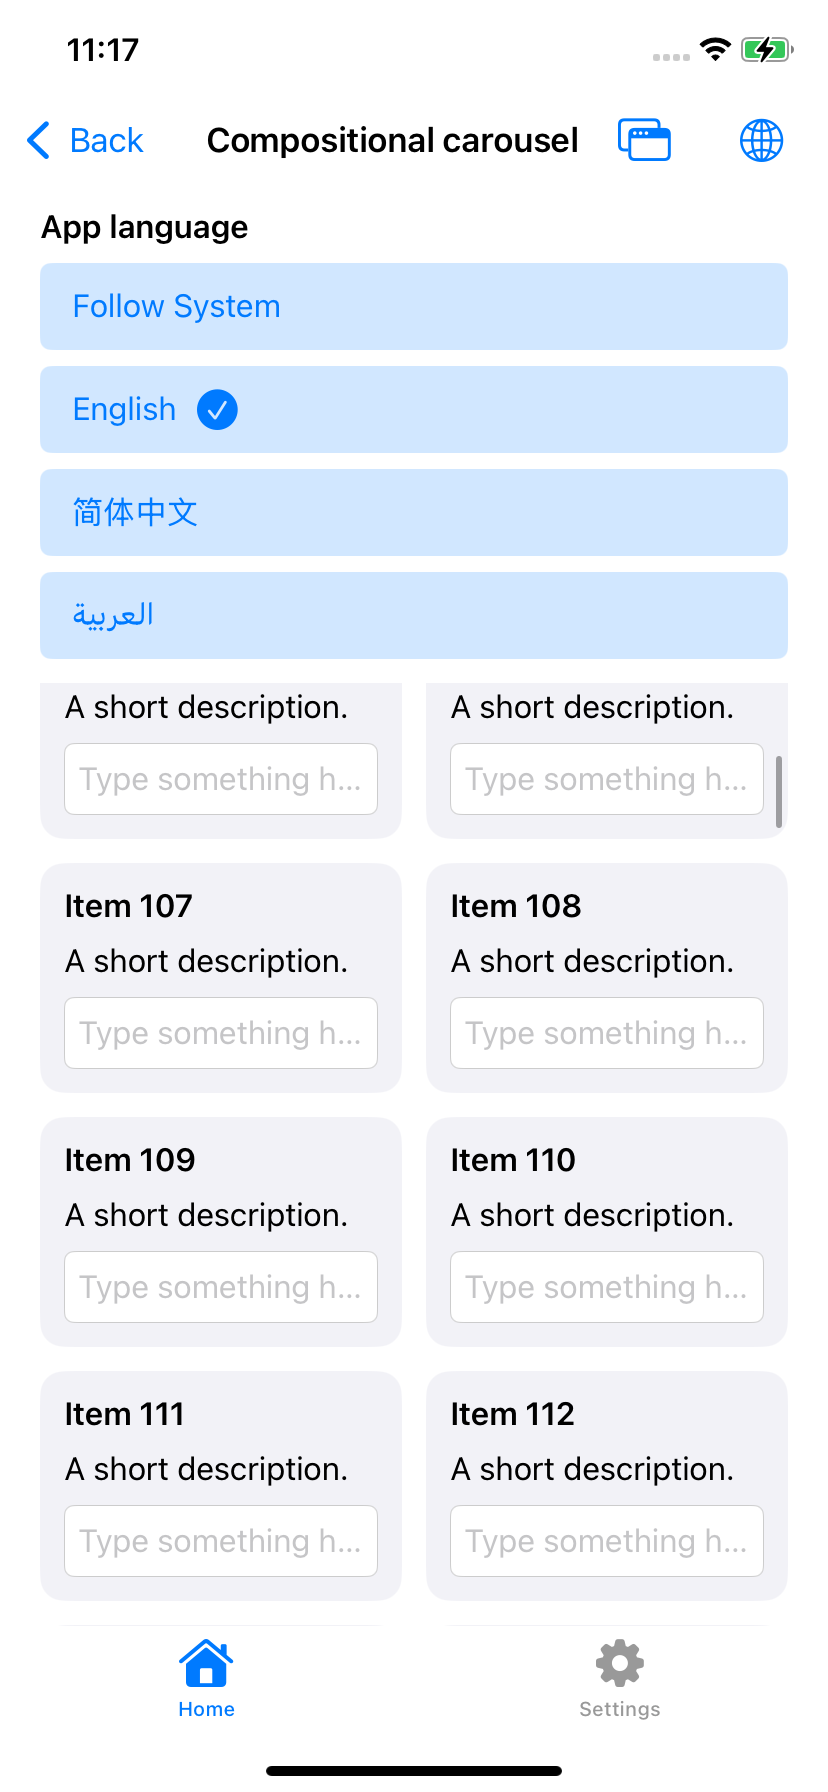 11:17
Back
Compositional carousel
App language
Follow System
English
简体中文
العربية
A short description.
A short description.
Type something h...
Type something h...
Item 107
Item 108
A short description.
A short description.
Type something h...
Type something h...
Item 109
Item 110
A short description.
A short description.
Type something h...
Type something h...
Item 111
Item 112
A short description.
A short description.
Type something h...
Type something h...
Home
Settings